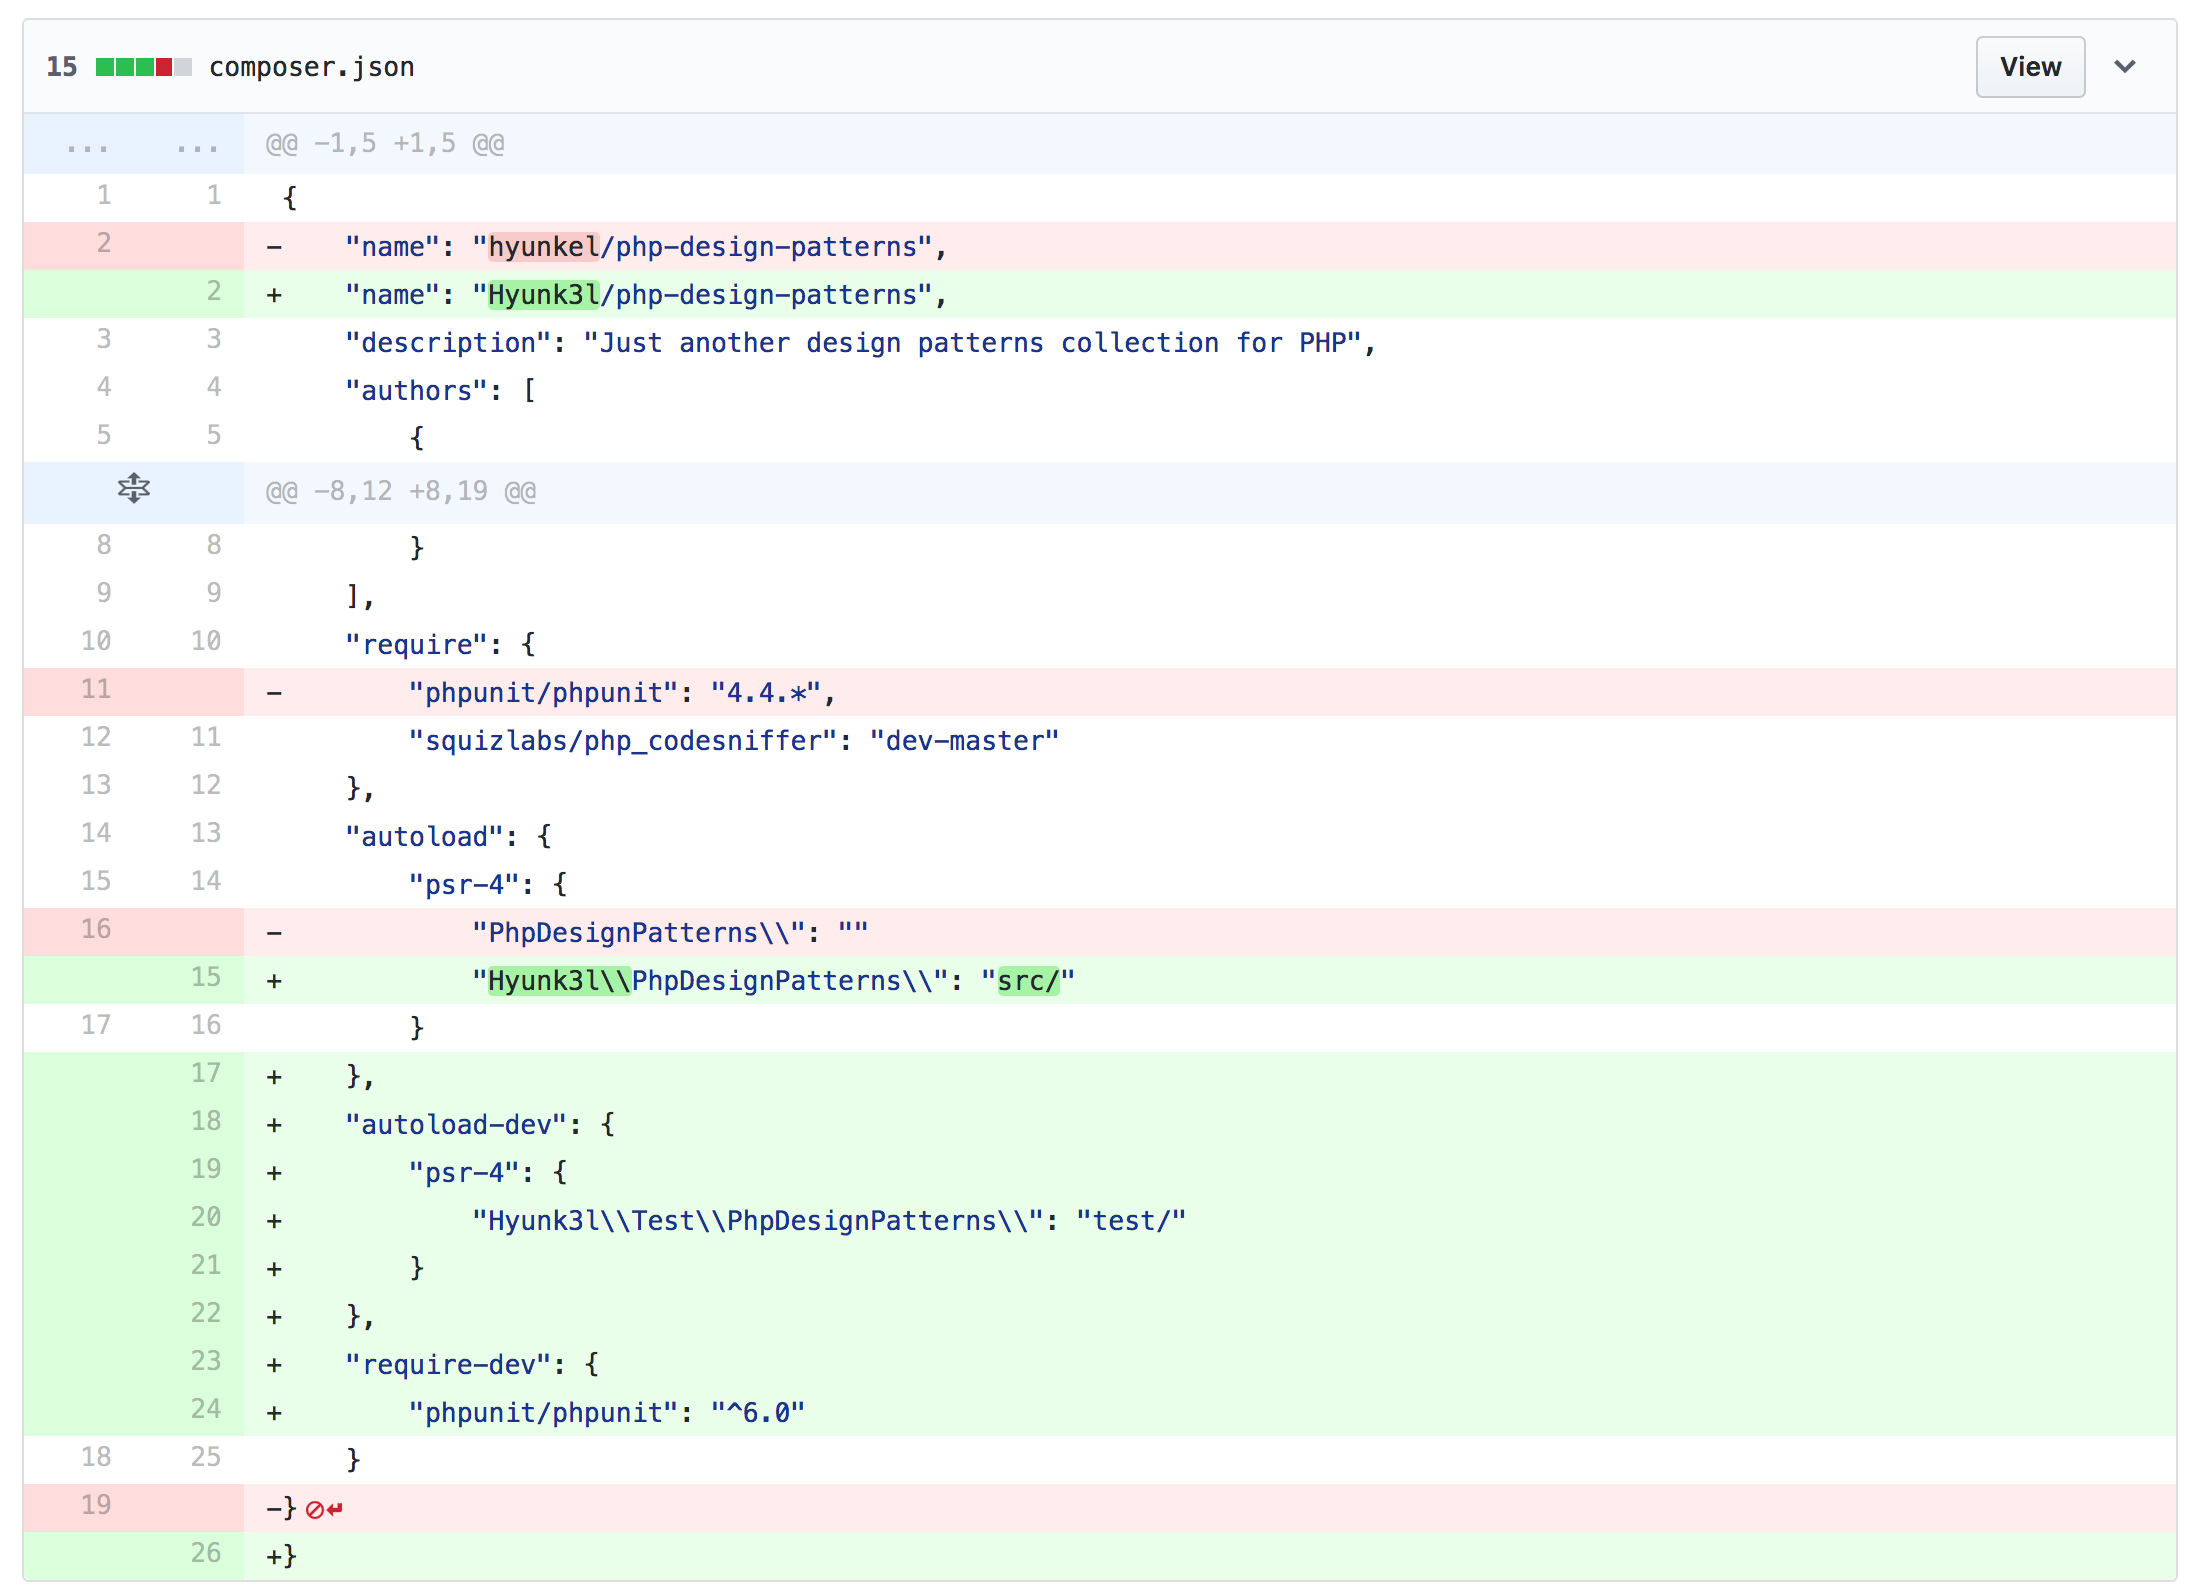 15 composer.json View
... ... @@ -1,5 +1,5 @@
1 1 {
2 - "name": "hyunkel/php-design-patterns",
2 + "name": "Hyunk3l/php-design-patterns",
3 3 "description": "Just another design patterns collection for PHP",
4 4 "authors": [
5 5 {
@@ -8,12 +8,19 @@
8 8 }
9 9 ],
10 10 "require": {
11 - "phpunit/phpunit": "4.4.*",
12 11 "squizlabs/php_codesniffer": "dev-master"
13 12 },
14 13 "autoload": {
15 14 "psr-4": {
16 - "PhpDesignPatterns\\": ""
15 + "Hyunk3l\\PhpDesignPatterns\\": "src/"
17 16 }
17 + },
18 + "autoload-dev": {
19 + "psr-4": {
20 + "Hyunk3l\\Test\\PhpDesignPatterns\\": "test/"
21 + }
22 + },
23 + "require-dev": {
24 + "phpunit/phpunit": "^6.0"
18 25 }
19 -}
26 +}